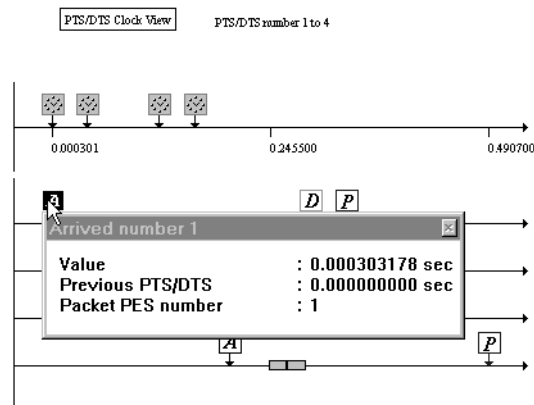 PTS/DTS Clock View
PTS/DTS number 1 to 4
0.000301 0.245500 0.490700
A D P
Arrived number 1
Value : 0.000303178 sec
Previous PTS/DTS : 0.000000000 sec
Packet PES number : 1
A P